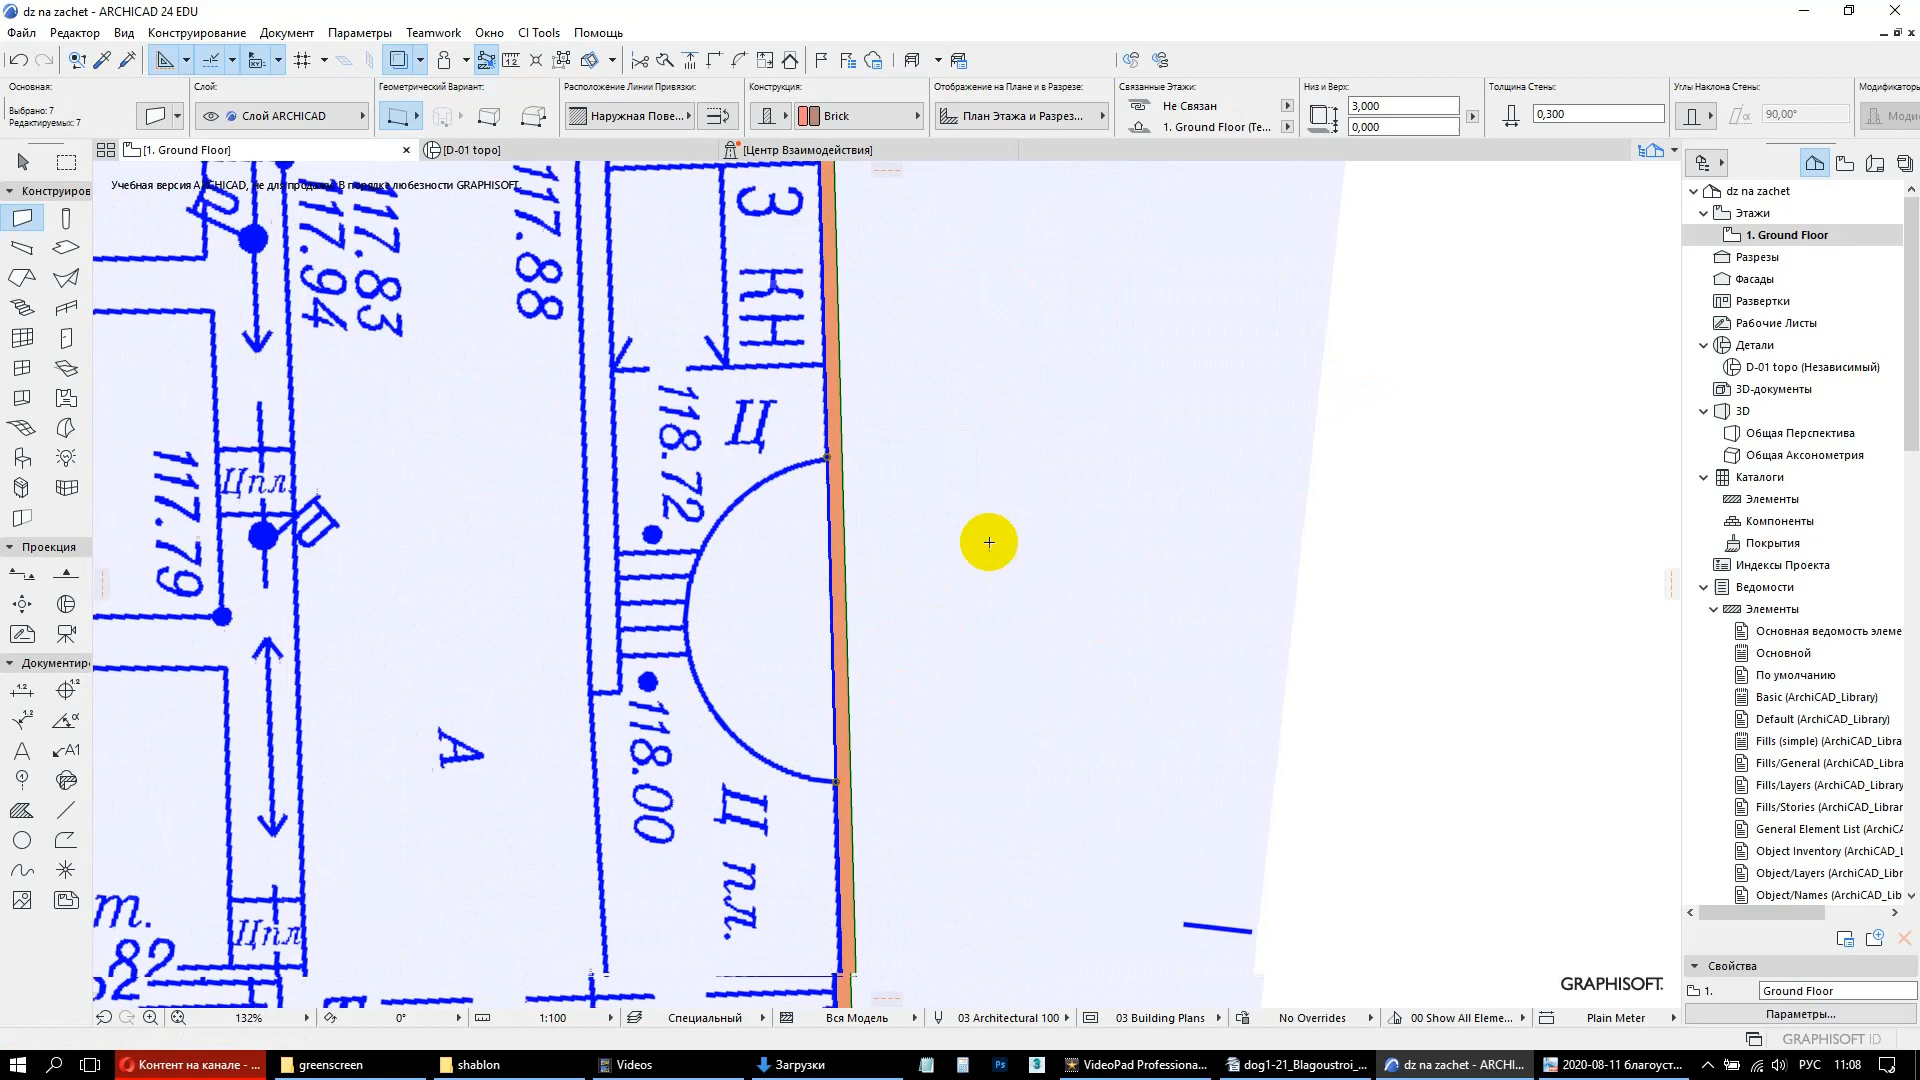 dz na zachet - ARCHICAD 24 EDU
Файл Редактор Вид Конструирование Документ Параметры Teamwork Окно CI Tools Помощь
Основная: Слой: Геометрический Вариант: Расположение Линии Привязки: Конструкция: Отображение на Плане и в Разрезе: Связанные Этажи: Низ и Верх: Толщина Стены: Углы Наклона Стены: Модификаторы
Выбрано: 7
Редактируемых: 7
Слой ARCHICAD
Наружная Пове...
Brick
План Этажа и Разрез...
Не Связан
1. Ground Floor (Те...
3,000
0,000
0,300
90,00°
Моди
[1. Ground Floor]
[D-01 topo]
[Центр Взаимодействия]
Учебная версия ARCHICAD, не для продажи. В порядке любезности GRAPHISOFT.
Конструиров
Проекция
Документиро
117.83
117.94
117.88
3 КН
118.72
Ц
Цпл.
117.79
А
118.00
Ц пл.
т.
82
Цпл
GRAPHISOFT.
dz na zachet
Этажи
1. Ground Floor
Разрезы
Фасады
Развертки
Рабочие Листы
Детали
D-01 topo (Независимый)
3D-документы
3D
Общая Перспектива
Общая Аксонометрия
Каталоги
Элементы
Компоненты
Покрытия
Индексы Проекта
Ведомости
Элементы
Основная ведомость элеме
Основной
По умолчанию
Basic (ArchiCAD_Library)
Default (ArchiCAD_Library)
Fills (simple) (ArchiCAD_Libra
Fills/General (ArchiCAD_Librar
Fills/Layers (ArchiCAD_Library
Fills/Stories (ArchiCAD_Librar
General Element List (ArchiCA
Object Inventory (ArchiCAD_L
Object/Layers (ArchiCAD_Libr
Object/Names (ArchiCAD_Libr
Свойства
1. Ground Floor
Параметры...
132% 0° 1:100 Специальный Вся Модель 03 Architectural 100 03 Building Plans No Overrides 00 Show All Eleme... Plain Meter
GRAPHISOFT ID
Контент на канале - ... greenscreen shablon Videos Загрузки VideoPad Professiona... dog1-21_Blagoustroi_... dz na zachet - ARCHI... 2020-08-11 благоуст... РУС 11:08